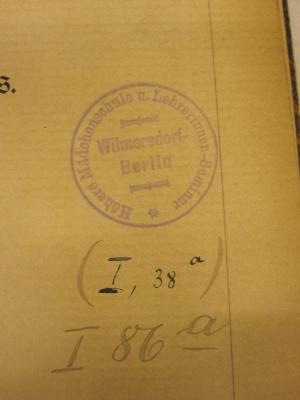 s.
Höhere Mädchenschule u. Lehrerinnen-Seminar
Wilmersdorf-
Berlin
(I, 38 a)
I 86 a